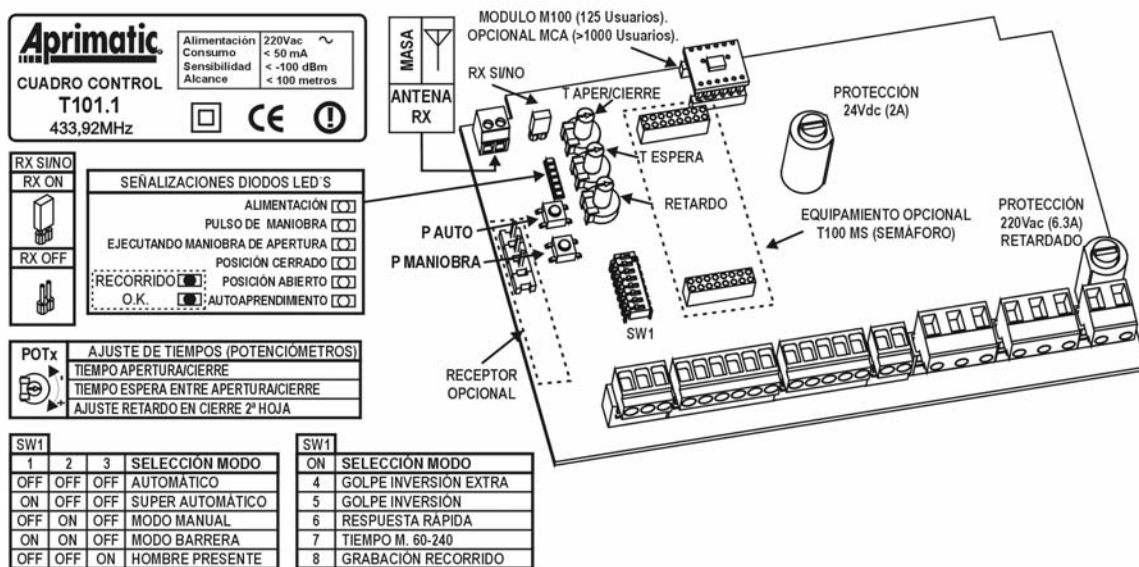 Aprimatic
CUADRO CONTROL
T101.1
433,92MHz
Alimentación 220Vac ~
Consumo < 50 mA
Sensibilidad < -100 dBm
Alcance < 100 metros
CE
MASA
ANTENA
RX
RX SI/NO
MODULO M100 (125 Usuarios).
OPCIONAL MCA (>1000 Usuarios).
T APER/CIERRE
T ESPERA
RETARDO
PROTECCIÓN
24Vdc (2A)
EQUIPAMIENTO OPCIONAL
T100 MS (SEMÁFORO)
PROTECCIÓN
220Vac (6.3A)
RETARDADO
P AUTO
P MANIOBRA
SW1
RECEPTOR
OPCIONAL
RX SI/NO
RX ON
RX OFF
SEÑALIZACIONES DIODOS LED´S
ALIMENTACIÓN
PULSO DE MANIOBRA
EJECUTANDO MANIOBRA DE APERTURA
POSICIÓN CERRADO
RECORRIDO POSICIÓN ABIERTO
O.K. AUTOAPRENDIMIENTO
POTx AJUSTE DE TIEMPOS (POTENCIÓMETROS)
- TIEMPO APERTURA/CIERRE
TIEMPO ESPERA ENTRE APERTURA/CIERRE
+ AJUSTE RETARDO EN CIERRE 2ª HOJA
SW1
1 2 3 SELECCIÓN MODO
OFF OFF OFF AUTOMÁTICO
ON OFF OFF SUPER AUTOMÁTICO
OFF ON OFF MODO MANUAL
ON ON OFF MODO BARRERA
OFF OFF ON HOMBRE PRESENTE
SW1
ON SELECCIÓN MODO
4 GOLPE INVERSIÓN EXTRA
5 GOLPE INVERSIÓN
6 RESPUESTA RÁPIDA
7 TIEMPO M. 60-240
8 GRABACIÓN RECORRIDO